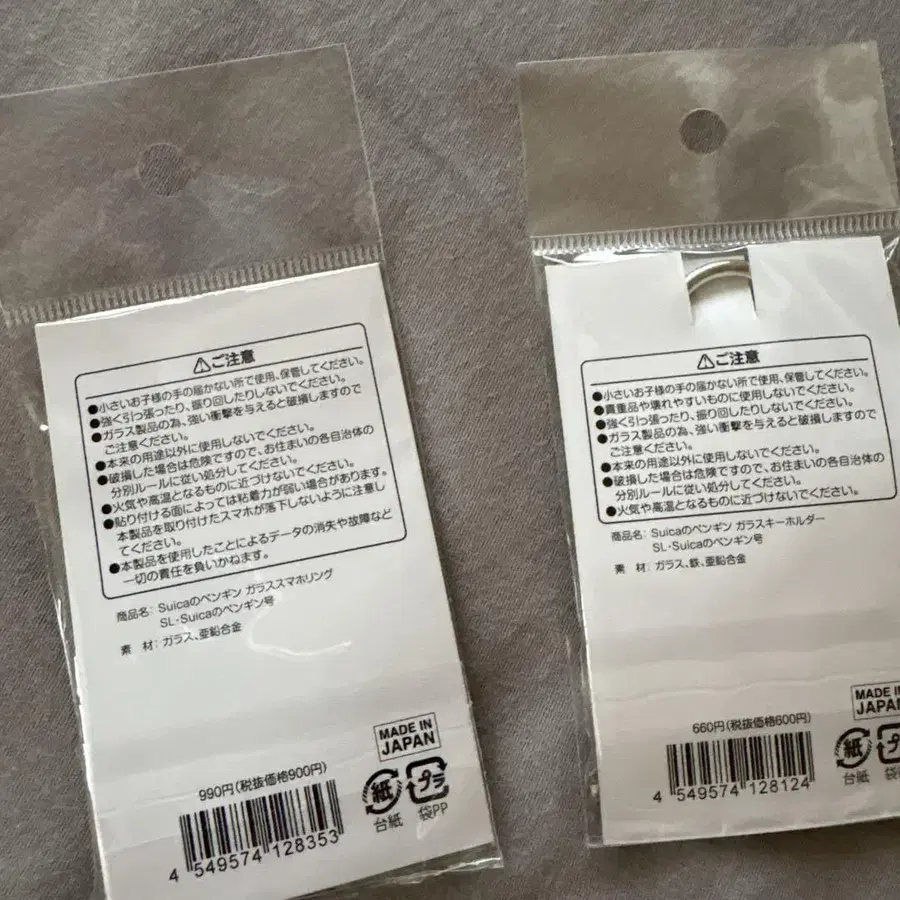 ⚠ご注意
●小さいお子様の手の届かない所で使用、保管してください。
●強く引っ張ったり、振り回したりしないでください。
●ガラス製品の為、強い衝撃を与えると破損しますので
ご注意ください。
●本来の用途以外に使用しないでください。
●破損した場合は危険ですので、お住まいの各自治体の
分別ルールに従い処分してください。
●火気や高温となるものに近づけないでください。
●貼り付ける面によっては粘着力が弱い場合があります。
本製品を取り付けたスマホが落下しないように注意し
てください。
●本製品を使用したことによるデータの消失や故障など
一切の責任を負いかねます。
商品名: Suicaのペンギン ガラススマホリング
SL・Suicaのペンギン号
素 材: ガラス、亜鉛合金
MADE IN
JAPAN
990円(税抜価格900円)
紙
プラ
台紙 袋PP
4 549574 128353
⚠ご注意
●小さいお子様の手の届かない所で使用、保管してください。
●貴重品や壊れやすいものに使用しないでください。
●強く引っ張ったり、振り回したりしないでください。
●ガラス製品の為、強い衝撃を与えると破損しますので
ご注意ください。
●本来の用途以外に使用しないでください。
●破損した場合は危険ですので、お住まいの各自治体の
分別ルールに従い処分してください。
●火気や高温となるものに近づけないでください。
商品名: Suicaのペンギン ガラスキーホルダー
SL・Suicaのペンギン号
素 材: ガラス、鉄、亜鉛合金
MADE IN
JAPAN
660円(税抜価格600円)
紙
プ
台紙 袋
4 549574 128124